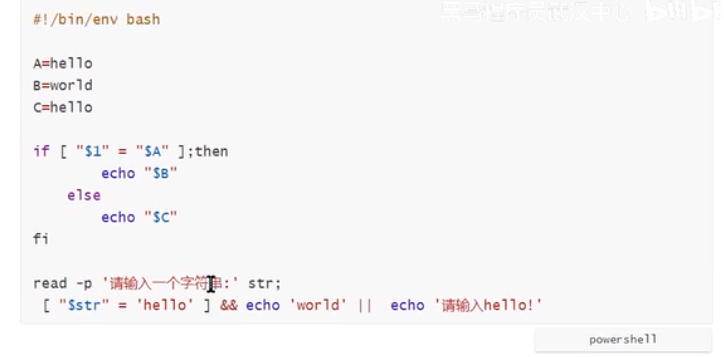 #!/bin/env bash
A=hello
B=world
C=hello
if [ "$1" = "$A" ];then
echo "$B"
else
echo "$C"
fi
read -p '请输入一个字符串:' str;
[ "$str" = 'hello' ] && echo 'world' || echo '请输入hello!'
powershell